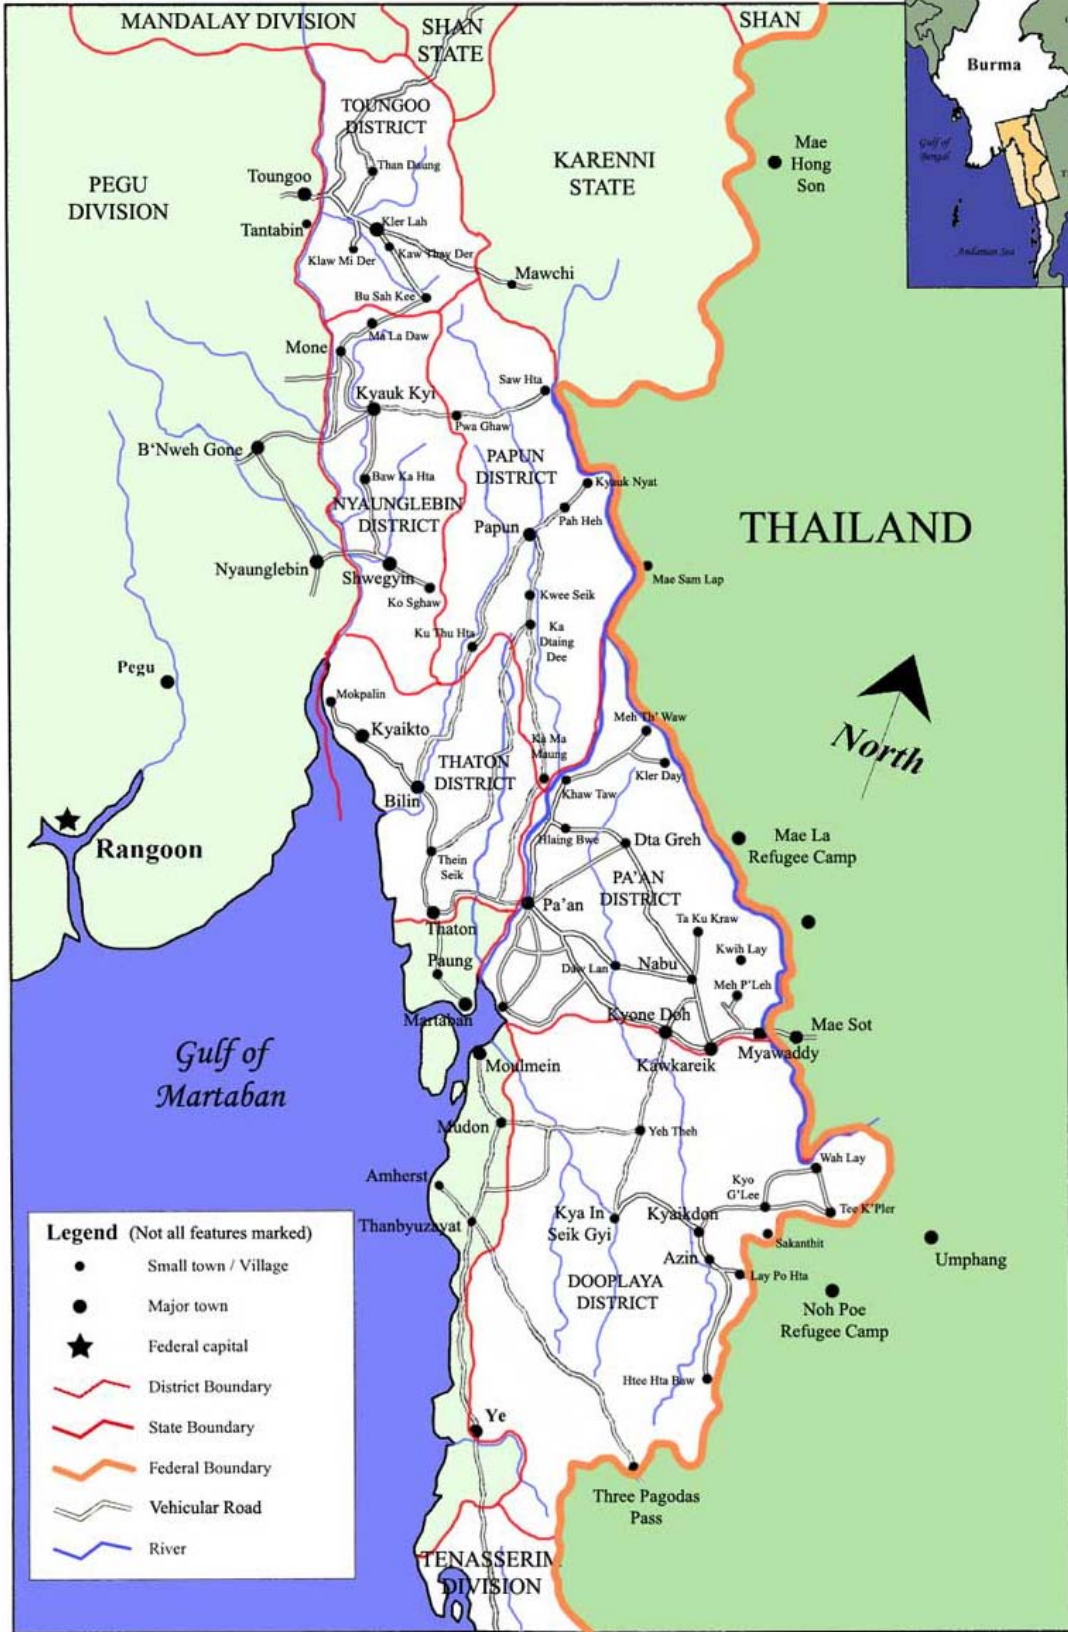 MANDALAY DIVISION
SHAN
STATE
SHAN
Burma
Gulf of
Bengal
Andaman Sea
TOUNGOO
DISTRICT
Mae
Hong
Son
KARENNI
STATE
Than Daung
PEGU
DIVISION
Toungoo
Tantabin
Kler Lah
Klaw Mi Der
Kaw Thay Der
Mawchi
Bu Sah Kee
Ma La Daw
Mone
Saw Hta
Kyauk Kyi
Pwa Ghaw
B'Nweh Gone
PAPUN
DISTRICT
Baw Ka Hta
Kyauk Nyat
NYAUNGLEBIN
DISTRICT
Pah Heh
Papun
THAILAND
Nyaunglebin
Shwegyin
Mae Sam Lap
Ko Sghaw
Kwee Seik
Ku Thu Hta
Ka
Dtaing
Dee
Pegu
Mokpalin
Kyaikto
Meh Th' Waw
North
Ka Ma
Maung
THATON
DISTRICT
Kler Day
Bilin
Khaw Taw
Rangoon
Hlaing Bwe
Dta Greh
Mae La
Refugee Camp
Thein
Seik
PA'AN
DISTRICT
Pa'an
Ta Ku Kraw
Thaton
Kwih Lay
Paung
Daw Lan
Nabu
Meh P'Leh
Martaban
Kyone Doh
Mae Sot
Myawaddy
Kawkareik
Gulf of
Martaban
Moulmein
Mudon
Yeh Theh
Wah Lay
Amherst
Kyo
G'Lee
Thanbyuzayat
Kya In
Seik Gyi
Kyaikdon
Tee K'Pler
Sakanthit
Azin
Umphang
Lay Po Hta
DOOPLAYA
DISTRICT
Noh Poe
Refugee Camp
Htee Hta Baw
Ye
Three Pagodas
Pass
TENASSERIM
DIVISION
Legend (Not all features marked)
Small town / Village
Major town
Federal capital
District Boundary
State Boundary
Federal Boundary
Vehicular Road
River